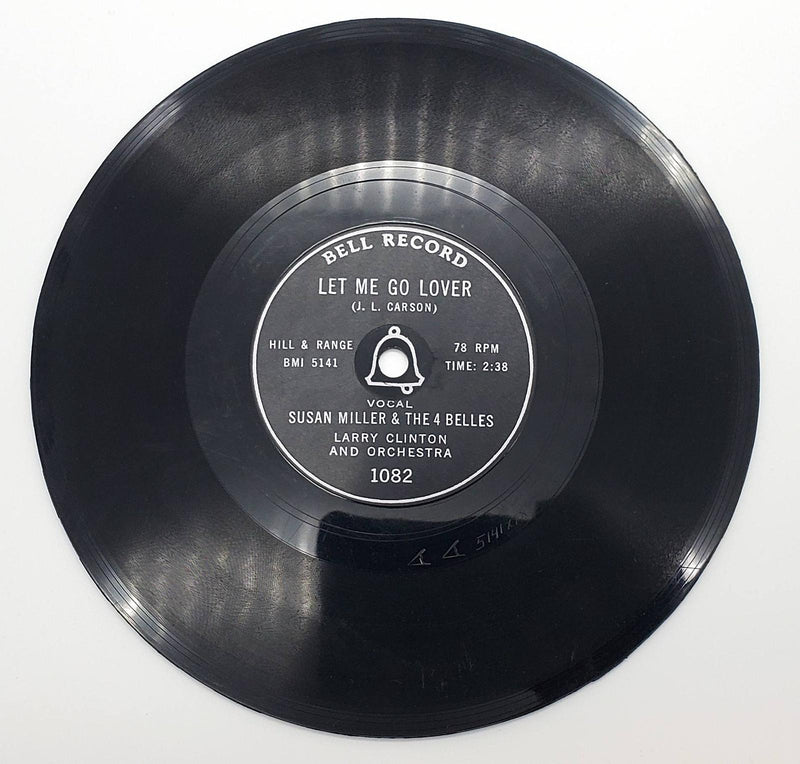 BELL RECORD
LET ME GO LOVER
(J. L. CARSON)
HILL & RANGE
BMI 5141
78 RPM
TIME: 2:38
VOCAL
SUSAN MILLER & THE 4 BELLES
LARRY CLINTON
AND ORCHESTRA
1082